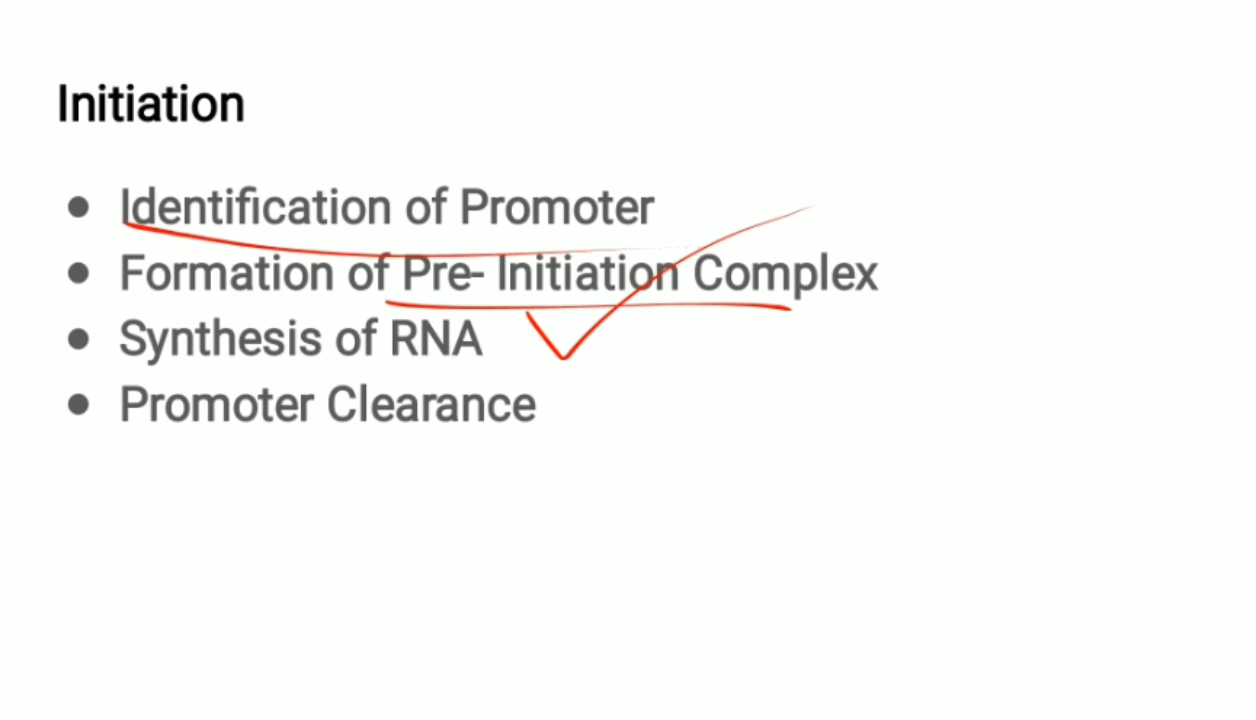 Initiation
● Identification of Promoter
● Formation of Pre- Initiation Complex
● Synthesis of RNA
● Promoter Clearance